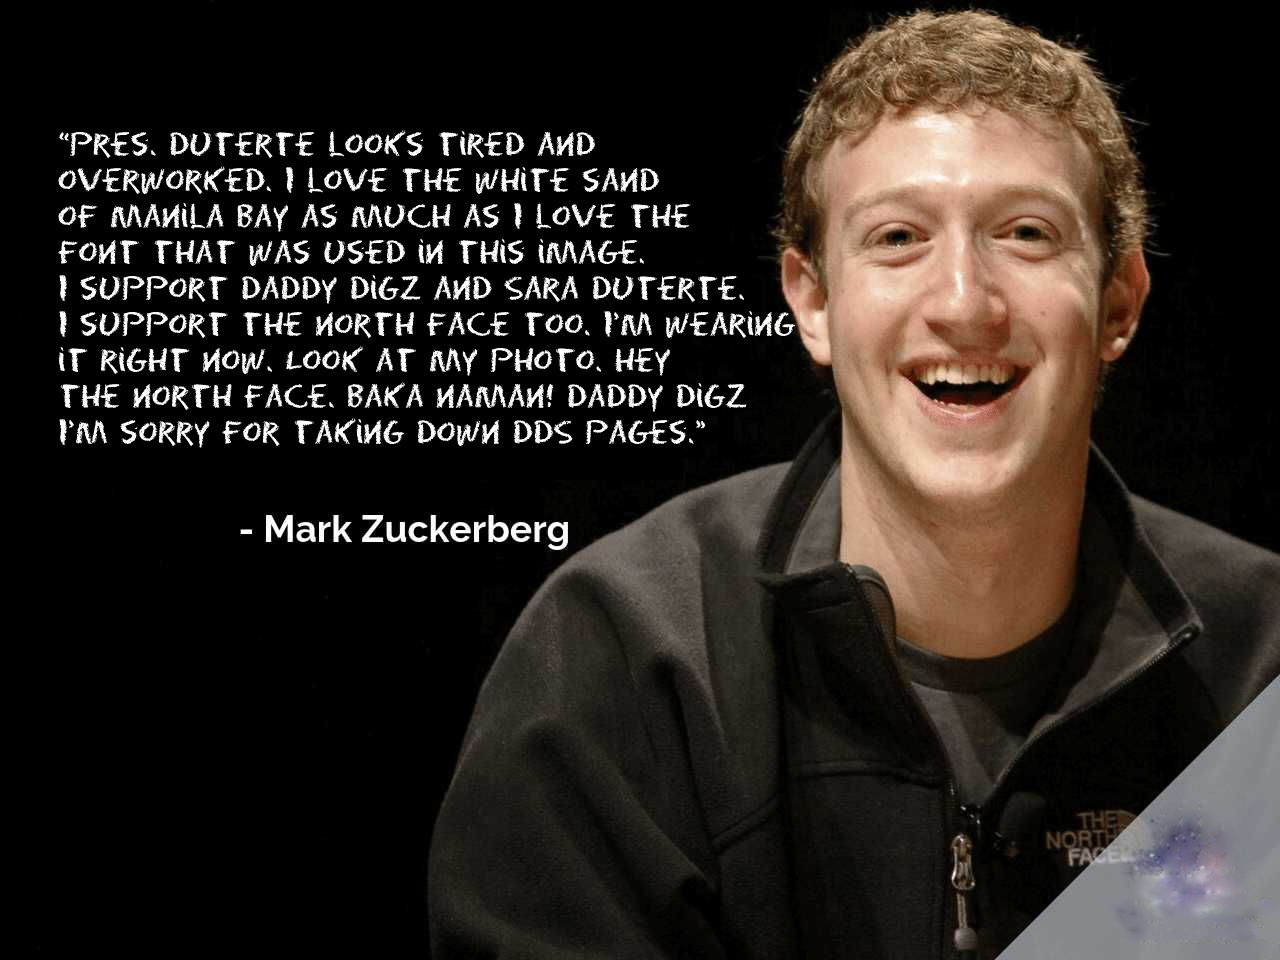 "PRES. DUTERTE LOOKS TIRED AND
OVERWORKED. I LOVE THE WHITE SAND
OF MANILA BAY AS MUCH AS I LOVE THE
FONT THAT WAS USED IN THIS IMAGE.
I SUPPORT DADDY DIGZ AND SARA DUTERTE.
I SUPPORT THE NORTH FACE TOO. I'M WEARING
IT RIGHT NOW. LOOK AT MY PHOTO. HEY
THE NORTH FACE. BAKA NAMAN! DADDY DIGZ
I'M SORRY FOR TAKING DOWN DDS PAGES."
- Mark Zuckerberg
THE
NORTH
FACE